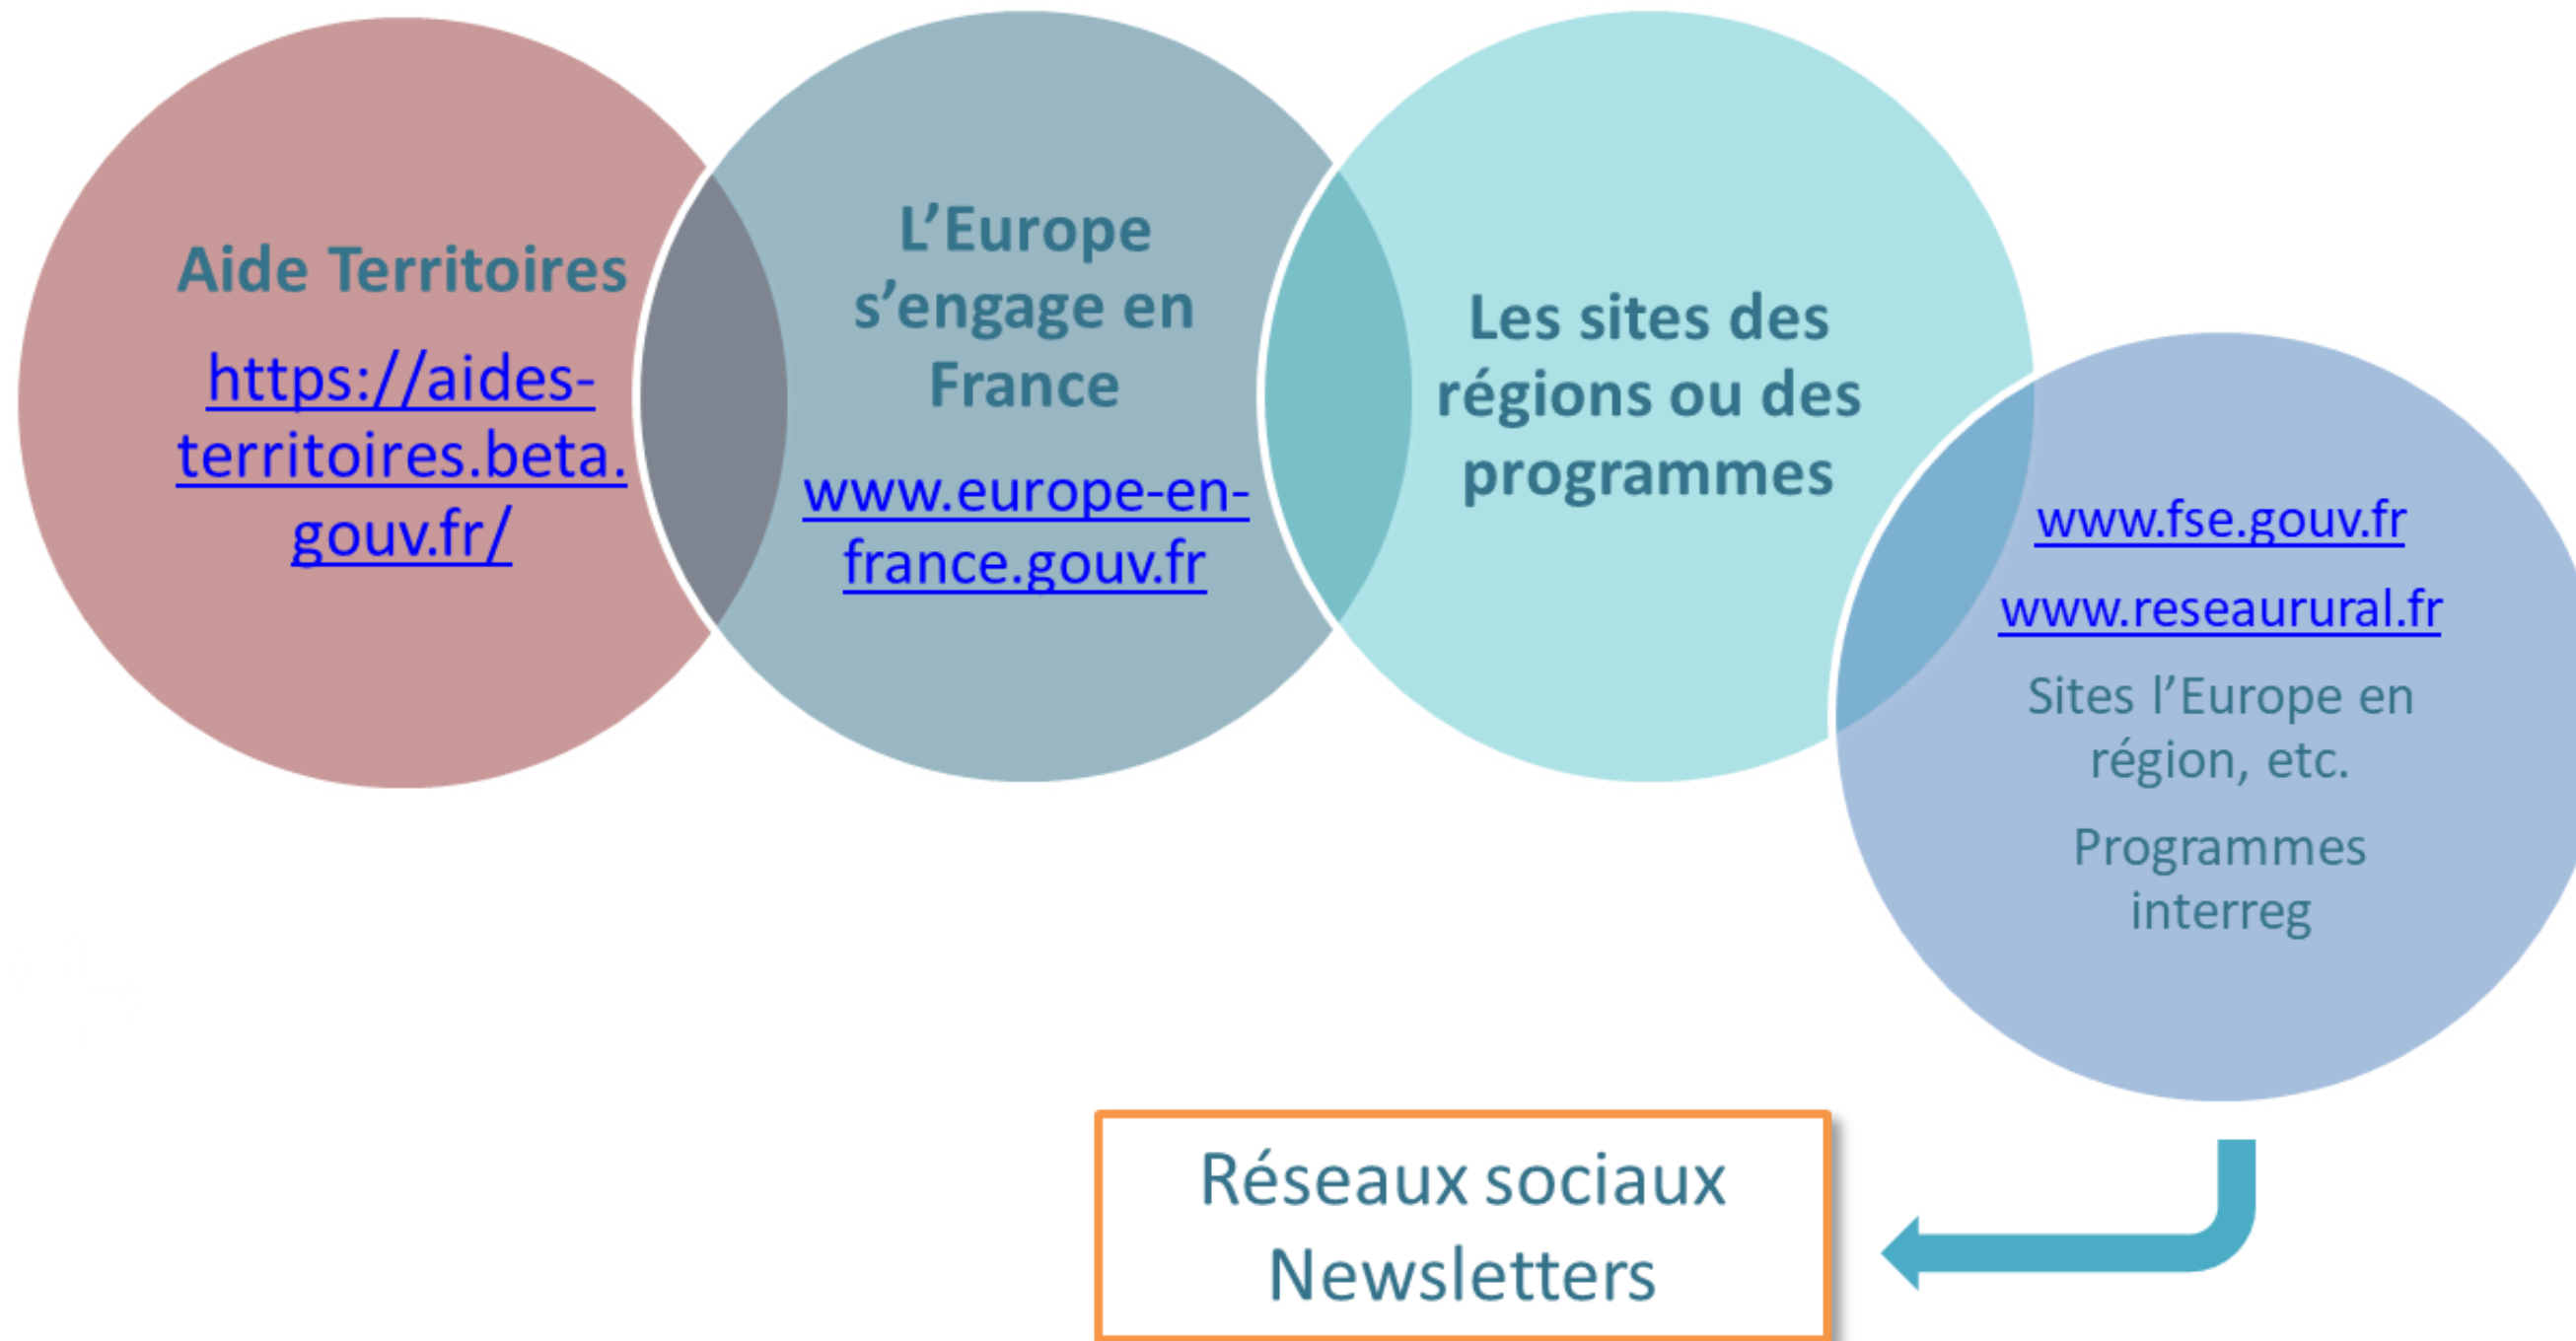 Aide Territoires
https://aides-
territoires.beta.
gouv.fr/
L’Europe
s’engage en
France
www.europe-en-
france.gouv.fr
Les sites des
régions ou des
programmes
www.fse.gouv.fr
www.reseaurural.fr
Sites l’Europe en
région, etc.
Programmes
interreg
Réseaux sociaux
Newsletters